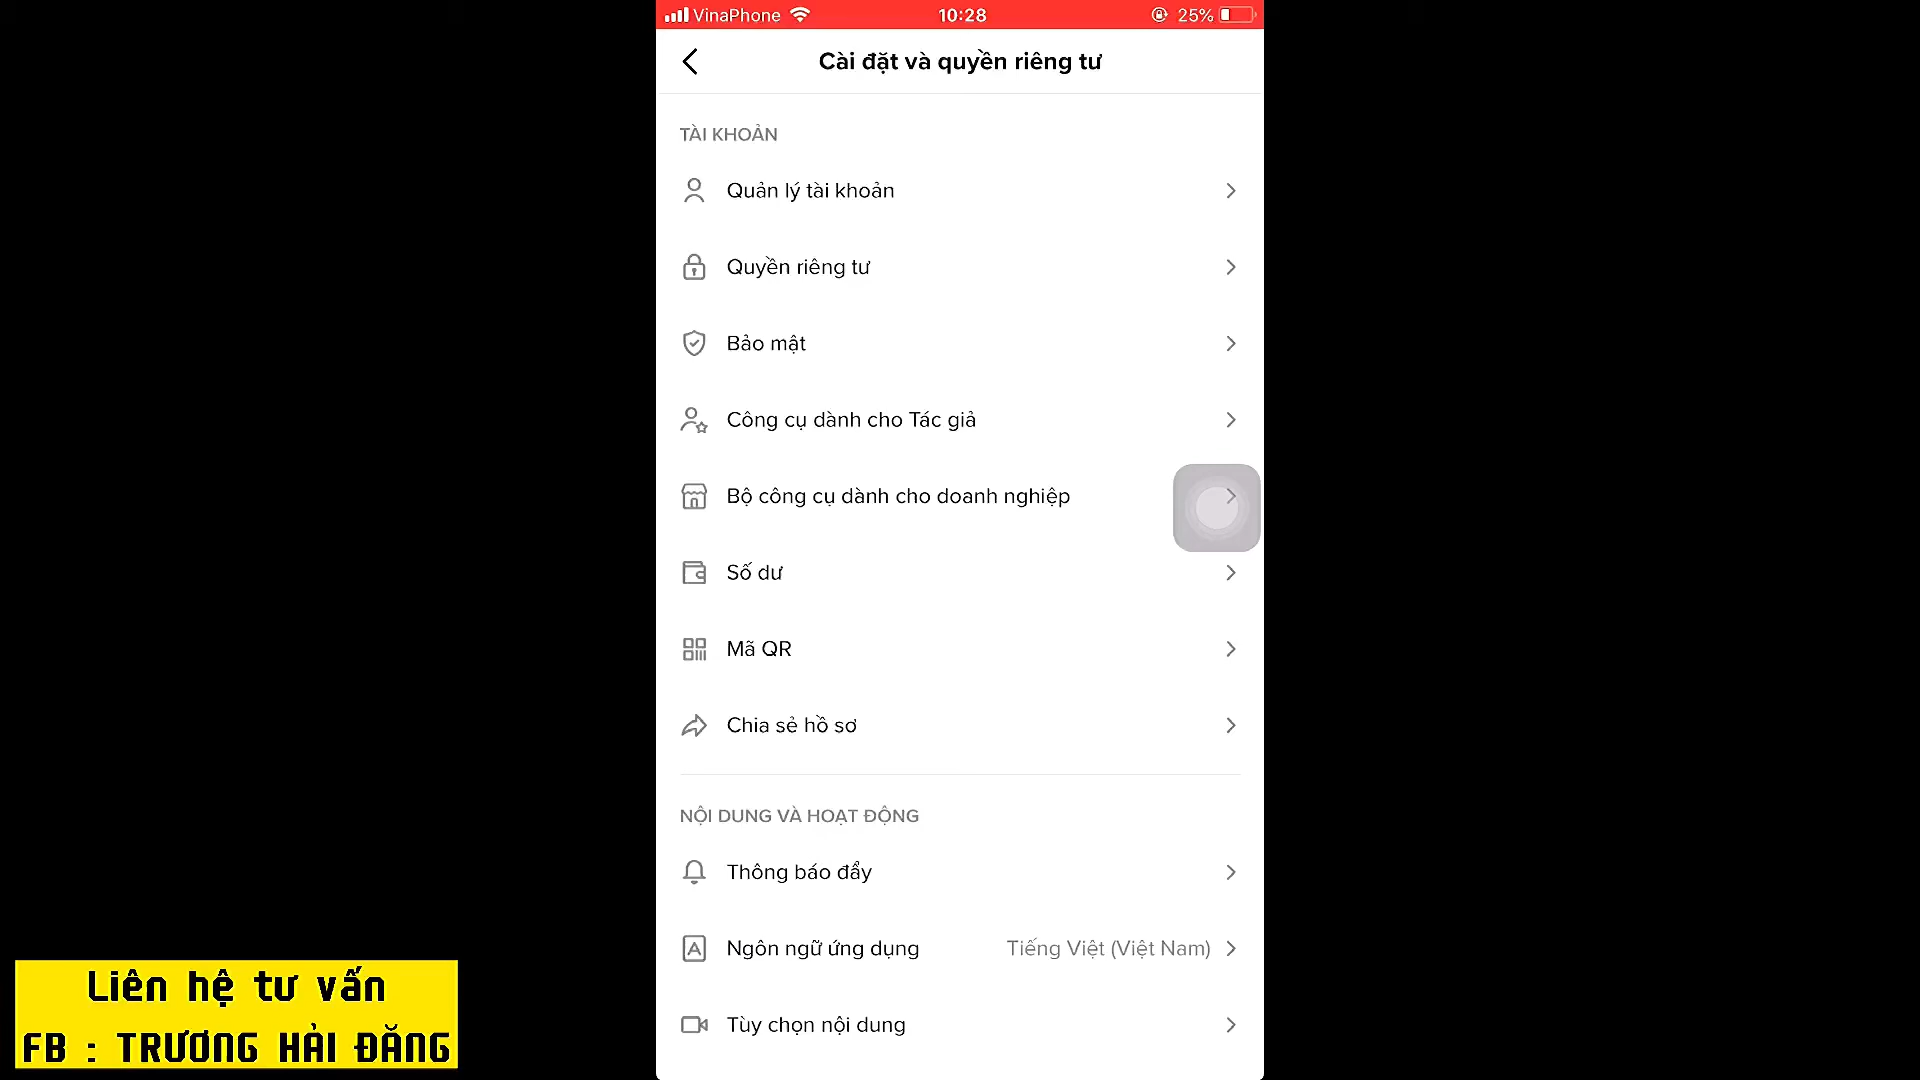 VinaPhone 10:28 25%
Cài đặt và quyền riêng tư
TÀI KHOẢN
Quản lý tài khoản
Quyền riêng tư
Bảo mật
Công cụ dành cho Tác giả
Bộ công cụ dành cho doanh nghiệp
Số dư
Mã QR
Chia sẻ hồ sơ
NỘI DUNG VÀ HOẠT ĐỘNG
Thông báo đẩy
Ngôn ngữ ứng dụng Tiếng Việt (Việt Nam)
Tùy chọn nội dung
Liên hệ tư vấn
FB : TRƯƠNG HẢI ĐĂNG